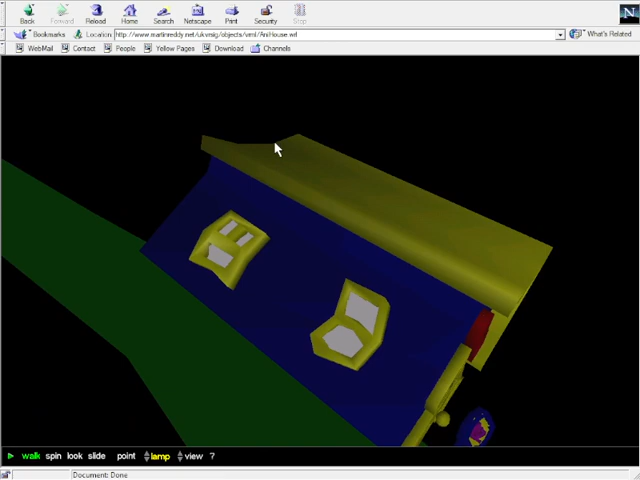 Back Forward Reload Home Search Netscape Print Security Stop N
Bookmarks Location: http://www.martinreddy.net/ukvrmlg/objects/vrml/AniHouse.wrl What's Related
WebMail Contact People Yellow Pages Download Channels
walk spin look slide point lamp view ?
Document: Done